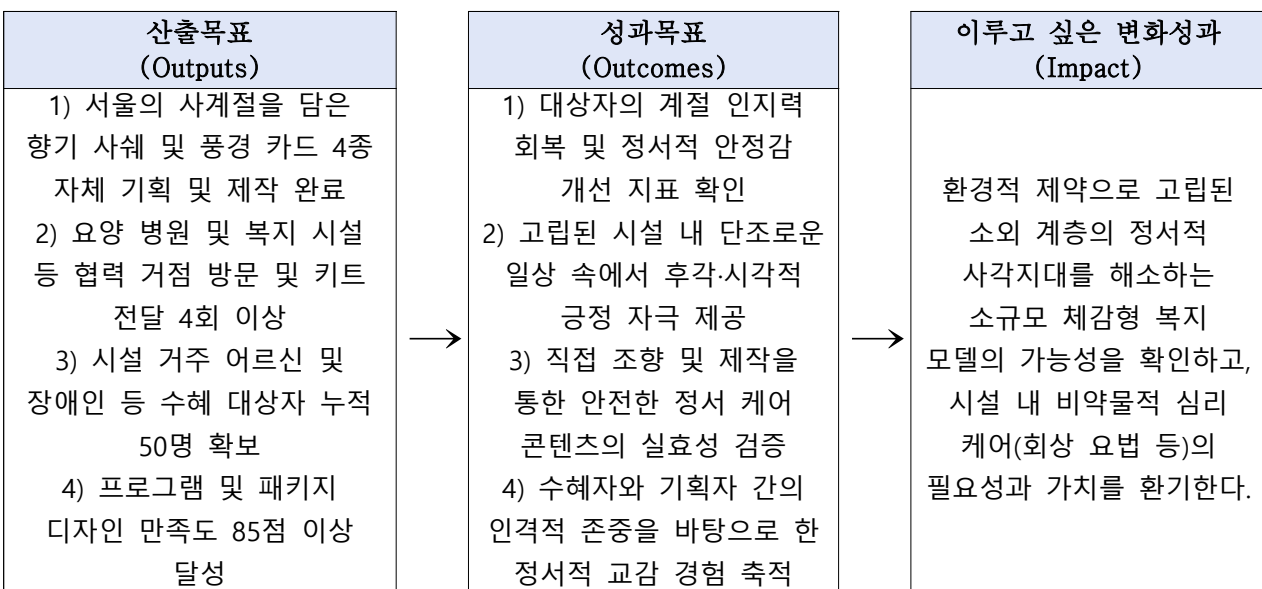 산출목표
(Outputs)
1) 서울의 사계절을 담은
향기 사쉐 및 풍경 카드 4종
자체 기획 및 제작 완료
2) 요양 병원 및 복지 시설
등 협력 거점 방문 및 키트
전달 4회 이상
3) 시설 거주 어르신 및
장애인 등 수혜 대상자 누적
50명 확보
4) 프로그램 및 패키지
디자인 만족도 85점 이상
달성
성과목표
(Outcomes)
1) 대상자의 계절 인지력
회복 및 정서적 안정감
개선 지표 확인
2) 고립된 시설 내 단조로운
일상 속에서 후각·시각적
긍정 자극 제공
3) 직접 조향 및 제작을
통한 안전한 정서 케어
콘텐츠의 실효성 검증
4) 수혜자와 기획자 간의
인격적 존중을 바탕으로 한
정서적 교감 경험 축적
이루고 싶은 변화성과
(Impact)
환경적 제약으로 고립된
소외 계층의 정서적
사각지대를 해소하는
소규모 체감형 복지
모델의 가능성을 확인하고,
시설 내 비약물적 심리
케어(회상 요법 등)의
필요성과 가치를 환기한다.